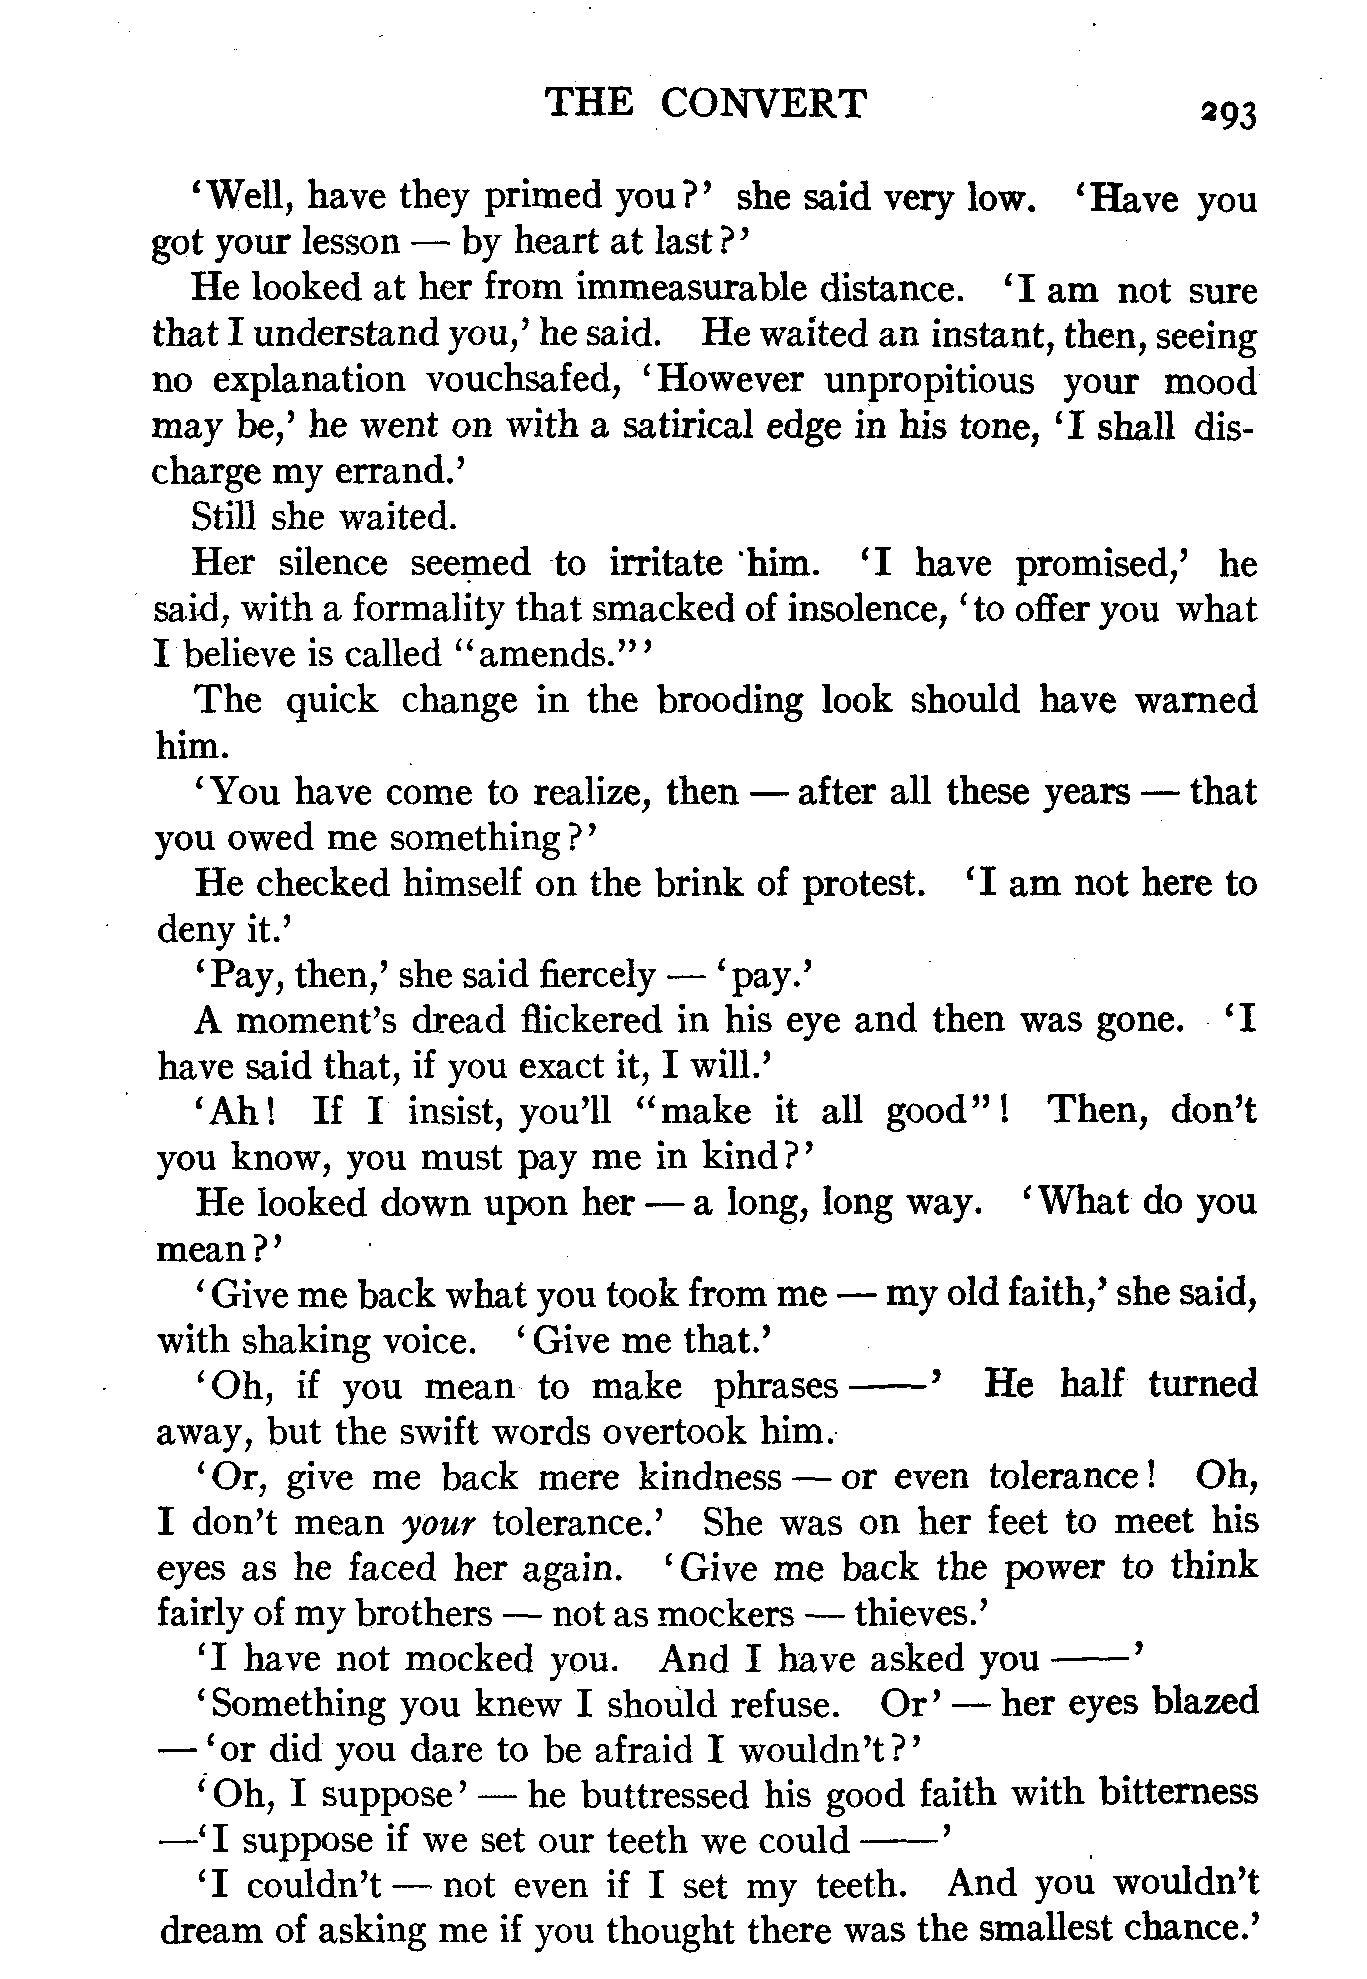 THE CONVERT 293
‘Well, have they primed you?’ she said very low. ‘Have you
got your lesson — by heart at last?’
He looked at her from immeasurable distance. ‘I am not sure
that I understand you,’ he said. He waited an instant, then, seeing
no explanation vouchsafed, ‘However unpropitious your mood
may be,’ he went on with a satirical edge in his tone, ‘I shall dis-
charge my errand.’
Still she waited.
Her silence seemed to irritate him. ‘I have promised,’ he
said, with a formality that smacked of insolence, ‘to offer you what
I believe is called “amends.”’
The quick change in the brooding look should have warned
him.
‘You have come to realize, then — after all these years — that
you owed me something?’
He checked himself on the brink of protest. ‘I am not here to
deny it.’
‘Pay, then,’ she said fiercely — ‘pay.’
A moment’s dread flickered in his eye and then was gone. ‘I
have said that, if you exact it, I will.’
‘Ah! If I insist, you’ll “make it all good”! Then, don’t
you know, you must pay me in kind?’
He looked down upon her — a long, long way. ‘What do you
mean?’
‘Give me back what you took from me — my old faith,’ she said,
with shaking voice. ‘Give me that.’
‘Oh, if you mean to make phrases ——’ He half turned
away, but the swift words overtook him.
‘Or, give me back mere kindness — or even tolerance! Oh,
I don’t mean your tolerance.’ She was on her feet to meet his
eyes as he faced her again. ‘Give me back the power to think
fairly of my brothers — not as mockers — thieves.’
‘I have not mocked you. And I have asked you ——’
‘Something you knew I should refuse. Or’ — her eyes blazed
— ‘or did you dare to be afraid I wouldn’t?’
‘Oh, I suppose’ — he buttressed his good faith with bitterness
—‘I suppose if we set our teeth we could ——’
‘I couldn’t — not even if I set my teeth. And you wouldn’t
dream of asking me if you thought there was the smallest chance.’